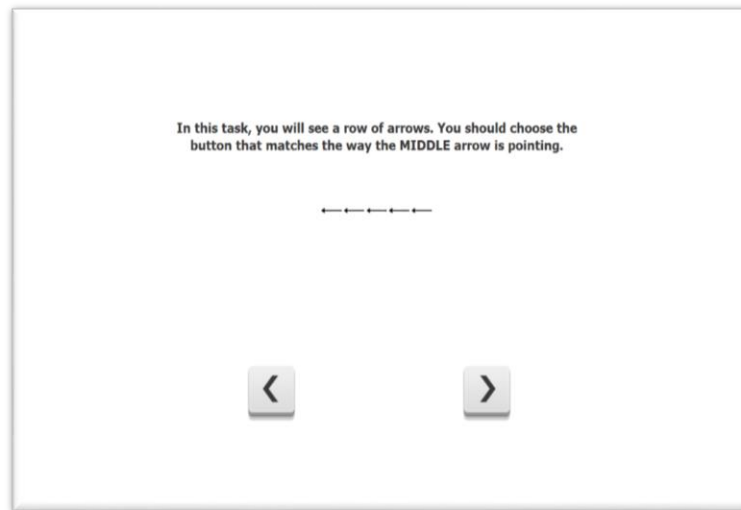 In this task, you will see a row of arrows. You should choose the
button that matches the way the MIDDLE arrow is pointing.